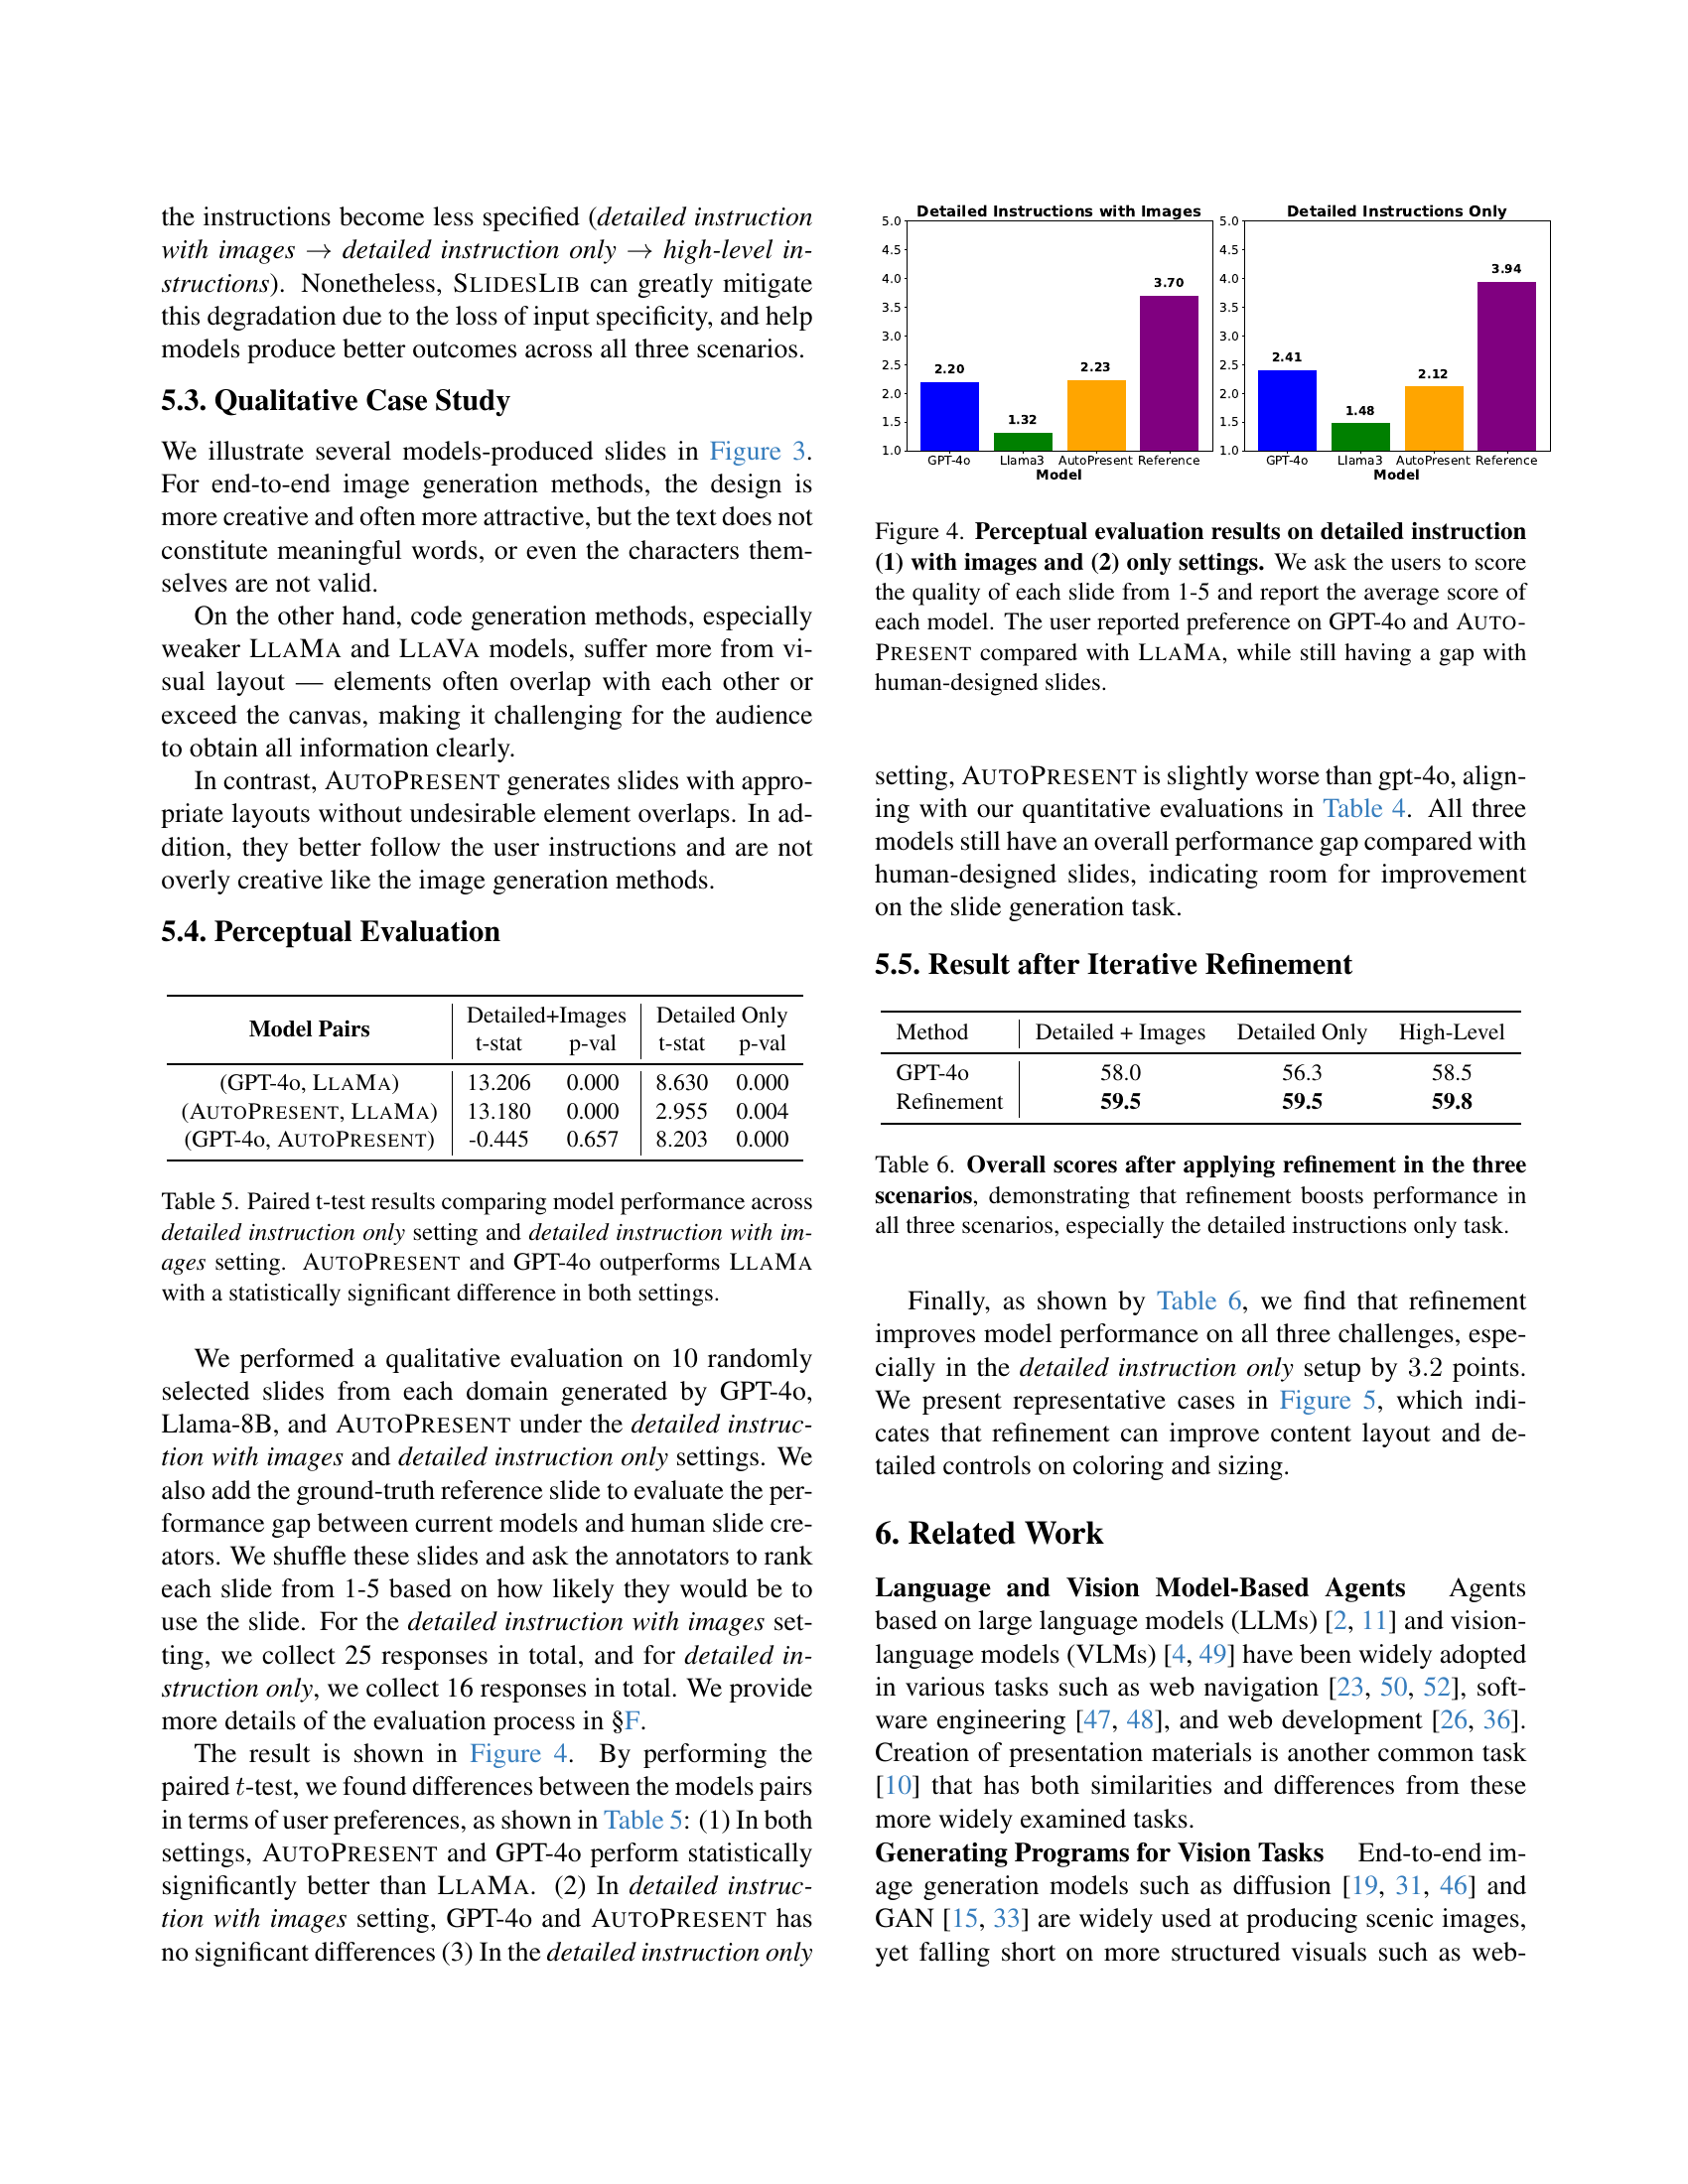 the instructions become less specified (detailed instruction
with images → detailed instruction only → high-level in-
structions). Nonetheless, SLIDESLIB can greatly mitigate
this degradation due to the loss of input specificity, and help
models produce better outcomes across all three scenarios.
5.3. Qualitative Case Study
We illustrate several models-produced slides in Figure 3.
For end-to-end image generation methods, the design is
more creative and often more attractive, but the text does not
constitute meaningful words, or even the characters them-
selves are not valid.
On the other hand, code generation methods, especially
weaker LLAMA and LLAVA models, suffer more from vi-
sual layout — elements often overlap with each other or
exceed the canvas, making it challenging for the audience
to obtain all information clearly.
In contrast, AUTOPRESENT generates slides with appro-
priate layouts without undesirable element overlaps. In ad-
dition, they better follow the user instructions and are not
overly creative like the image generation methods.
5.4. Perceptual Evaluation
Model Pairs Detailed+Images Detailed Only
t-stat p-val t-stat p-val
(GPT-4o, LLAMA) 13.206 0.000 8.630 0.000
(AUTOPRESENT, LLAMA) 13.180 0.000 2.955 0.004
(GPT-4o, AUTOPRESENT) -0.445 0.657 8.203 0.000
Table 5. Paired t-test results comparing model performance across
detailed instruction only setting and detailed instruction with im-
ages setting. AUTOPRESENT and GPT-4o outperforms LLAMA
with a statistically significant difference in both settings.
We performed a qualitative evaluation on 10 randomly
selected slides from each domain generated by GPT-4o,
Llama-8B, and AUTOPRESENT under the detailed instruc-
tion with images and detailed instruction only settings. We
also add the ground-truth reference slide to evaluate the per-
formance gap between current models and human slide cre-
ators. We shuffle these slides and ask the annotators to rank
each slide from 1-5 based on how likely they would be to
use the slide. For the detailed instruction with images set-
ting, we collect 25 responses in total, and for detailed in-
struction only, we collect 16 responses in total. We provide
more details of the evaluation process in §F.
The result is shown in Figure 4. By performing the
paired t-test, we found differences between the models pairs
in terms of user preferences, as shown in Table 5: (1) In both
settings, AUTOPRESENT and GPT-4o perform statistically
significantly better than LLAMA. (2) In detailed instruc-
tion with images setting, GPT-4o and AUTOPRESENT has
no significant differences (3) In the detailed instruction only
Detailed Instructions with Images
5.0
4.5
4.0
3.5
3.0
2.5
2.0
1.5
1.0
2.20 1.32 2.23 3.70
GPT-4o Llama3 AutoPresent Reference
Model
Detailed Instructions Only
5.0
4.5
4.0
3.5
3.0
2.5
2.0
1.5
1.0
2.41 1.48 2.12 3.94
GPT-4o Llama3 AutoPresent Reference
Model
Figure 4. Perceptual evaluation results on detailed instruction
(1) with images and (2) only settings. We ask the users to score
the quality of each slide from 1-5 and report the average score of
each model. The user reported preference on GPT-4o and AUTO-
PRESENT compared with LLAMA, while still having a gap with
human-designed slides.
setting, AUTOPRESENT is slightly worse than gpt-4o, align-
ing with our quantitative evaluations in Table 4. All three
models still have an overall performance gap compared with
human-designed slides, indicating room for improvement
on the slide generation task.
5.5. Result after Iterative Refinement
Method Detailed + Images Detailed Only High-Level
GPT-4o 58.0 56.3 58.5
Refinement 59.5 59.5 59.8
Table 6. Overall scores after applying refinement in the three
scenarios, demonstrating that refinement boosts performance in
all three scenarios, especially the detailed instructions only task.
Finally, as shown by Table 6, we find that refinement
improves model performance on all three challenges, espe-
cially in the detailed instruction only setup by 3.2 points.
We present representative cases in Figure 5, which indi-
cates that refinement can improve content layout and de-
tailed controls on coloring and sizing.
6. Related Work
Language and Vision Model-Based Agents Agents
based on large language models (LLMs) [2, 11] and vision-
language models (VLMs) [4, 49] have been widely adopted
in various tasks such as web navigation [23, 50, 52], soft-
ware engineering [47, 48], and web development [26, 36].
Creation of presentation materials is another common task
[10] that has both similarities and differences from these
more widely examined tasks.
Generating Programs for Vision Tasks End-to-end im-
age generation models such as diffusion [19, 31, 46] and
GAN [15, 33] are widely used at producing scenic images,
yet falling short on more structured visuals such as web-